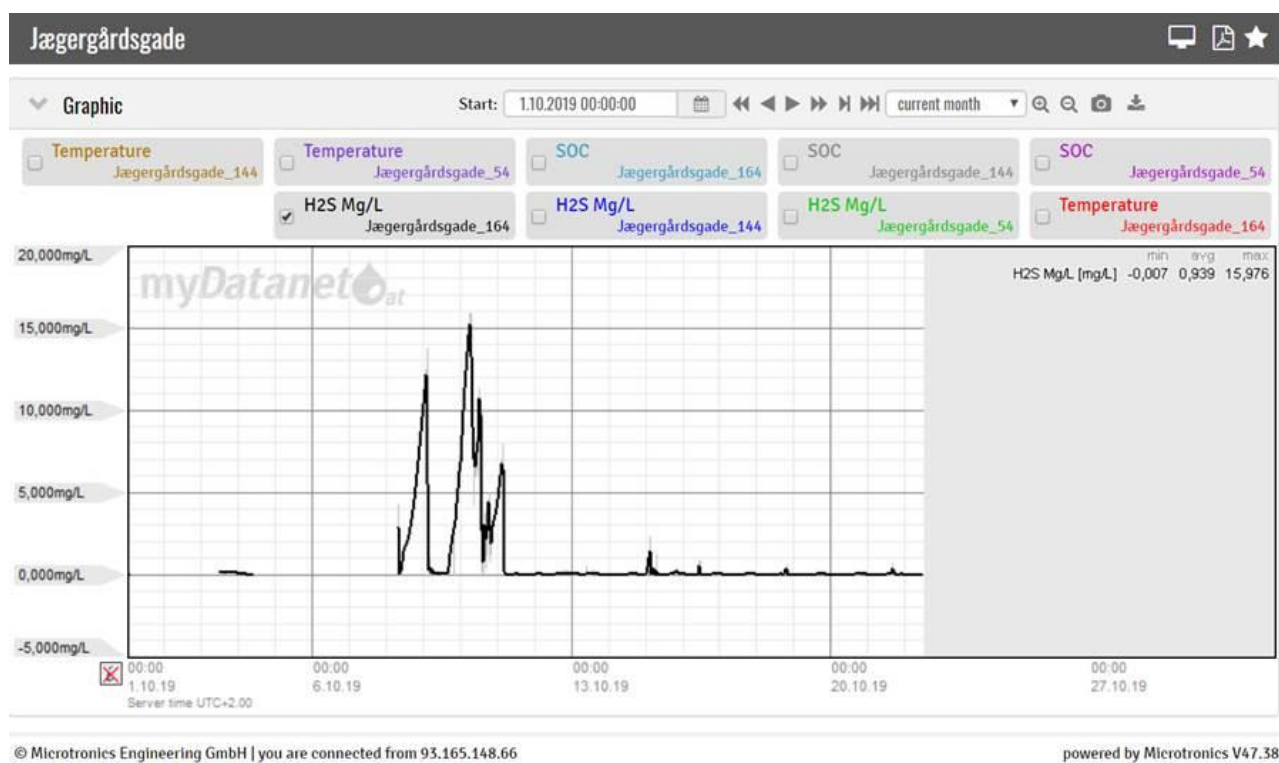 Jægergårdsgade
Graphic
Start: 1.10.2019 00:00:00 current month
Temperature
Jægergårdsgade_144
Temperature
Jægergårdsgade_54
SOC
Jægergårdsgade_164
SOC
Jægergårdsgade_144
SOC
Jægergårdsgade_54
H2S Mg/L
Jægergårdsgade_164
H2S Mg/L
Jægergårdsgade_144
H2S Mg/L
Jægergårdsgade_54
Temperature
Jægergårdsgade_164
myDatanet.at
min avg max
H2S Mg/L [mg/L] -0,007 0,939 15,976
20,000mg/L
15,000mg/L
10,000mg/L
5,000mg/L
0,000mg/L
-5,000mg/L
00:00 00:00 00:00 00:00 00:00
1.10.19 6.10.19 13.10.19 20.10.19 27.10.19
Server time UTC+2.00
© Microtronics Engineering GmbH | you are connected from 93.165.148.66
powered by Microtronics V47.38